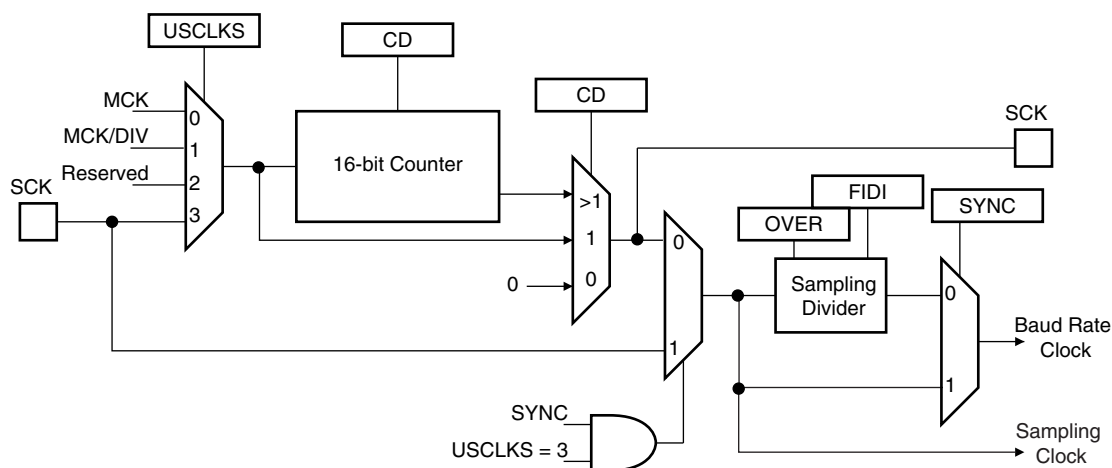 USCLKS
CD
CD
MCK
0
MCK/DIV
1
Reserved
2
SCK
3
16-bit Counter
SCK
>1
1
0
0
FIDI
OVER
SYNC
0
Sampling
Divider
0
Baud Rate
Clock
1
1
SYNC
USCLKS = 3
Sampling
Clock